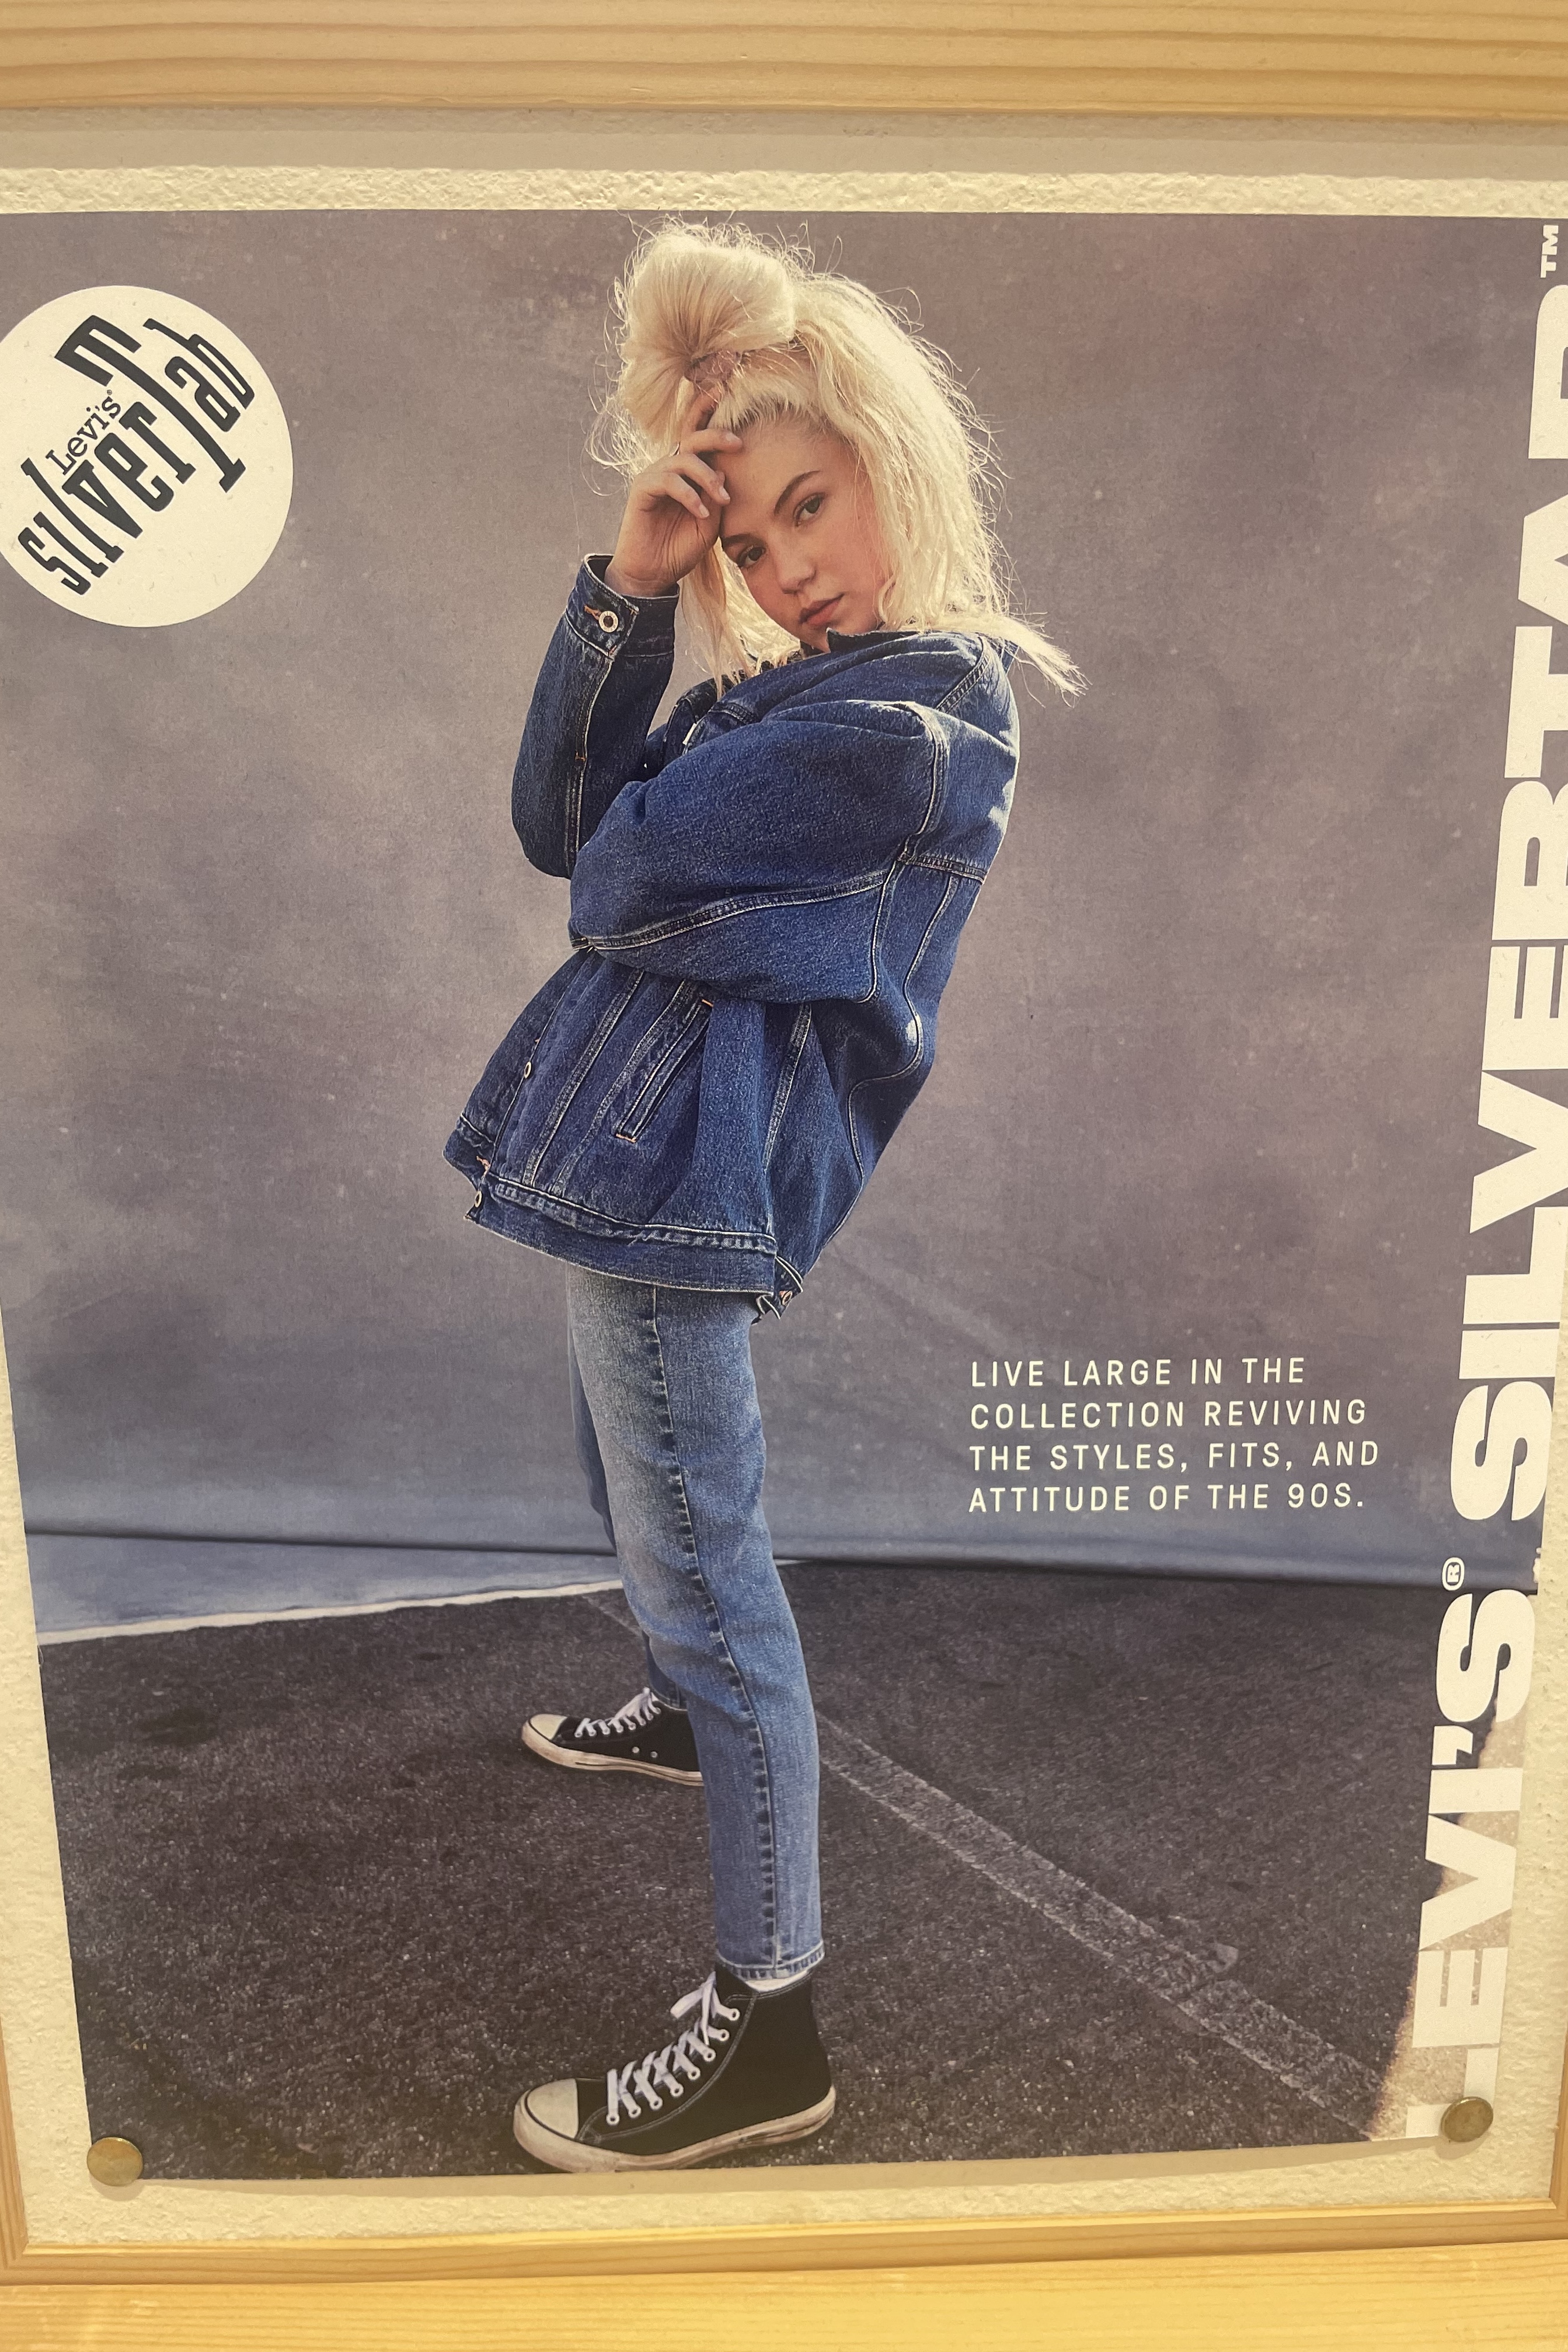 Levi's®
silverTab
LIVE LARGE IN THE
COLLECTION REVIVING
THE STYLES, FITS, AND
ATTITUDE OF THE 90S.
LEVI'S® SILVERTAB™